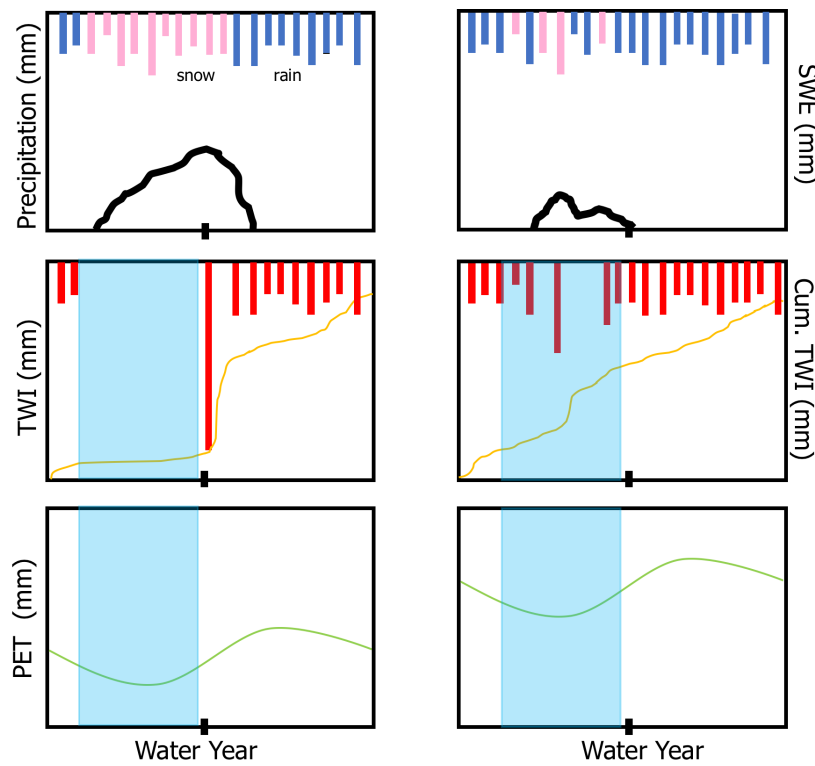 Precipitation (mm)
snow
rain
SWE (mm)
TWI (mm)
Cum. TWI (mm)
PET (mm)
Water Year
Water Year